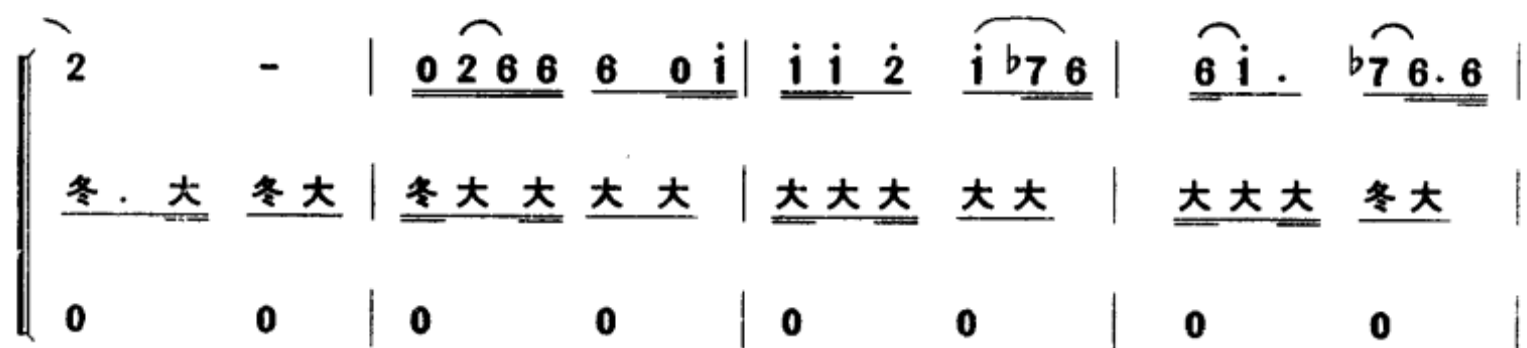 2 - | 0 2 6 6 6 0 i̇ | i̇ i̇ 2̇ i̇ ♭7 6 | 6 i̇ . ♭7 6 . 6 |
冬 . 大 冬 大 | 冬 大 大 大 大 | 大 大 大 大 大 | 大 大 大 冬 大 |
0 0 | 0 0 | 0 0 | 0 0 |